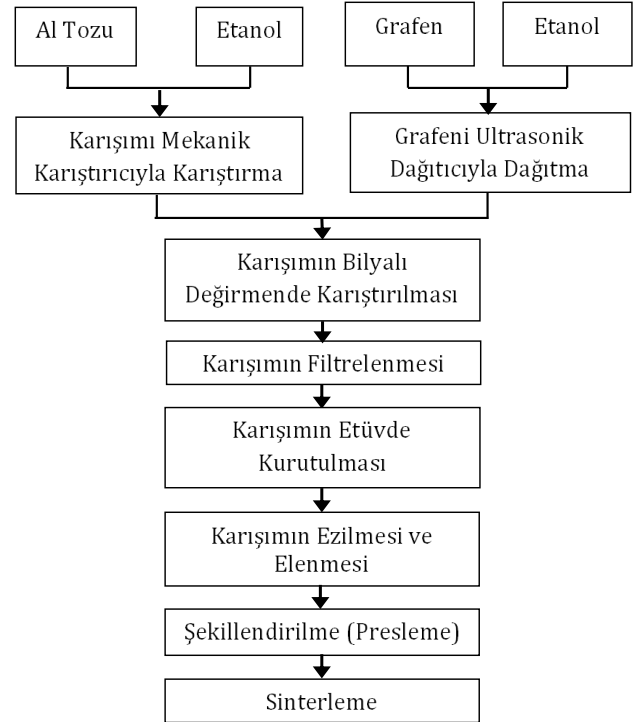 Al Tozu
Etanol
Grafen
Etanol
Karışımı Mekanik
Karıştırıcıyla Karıştırma
Grafeni Ultrasonik
Dağıtıcıyla Dağıtma
Karışımın Bilyalı
Değirmende Karıştırılması
Karışımın Filtrelenmesi
Karışımın Etüvde
Kurutulması
Karışımın Ezilmesi ve
Elenmesi
Şekillendirilme (Presleme)
Sinterleme